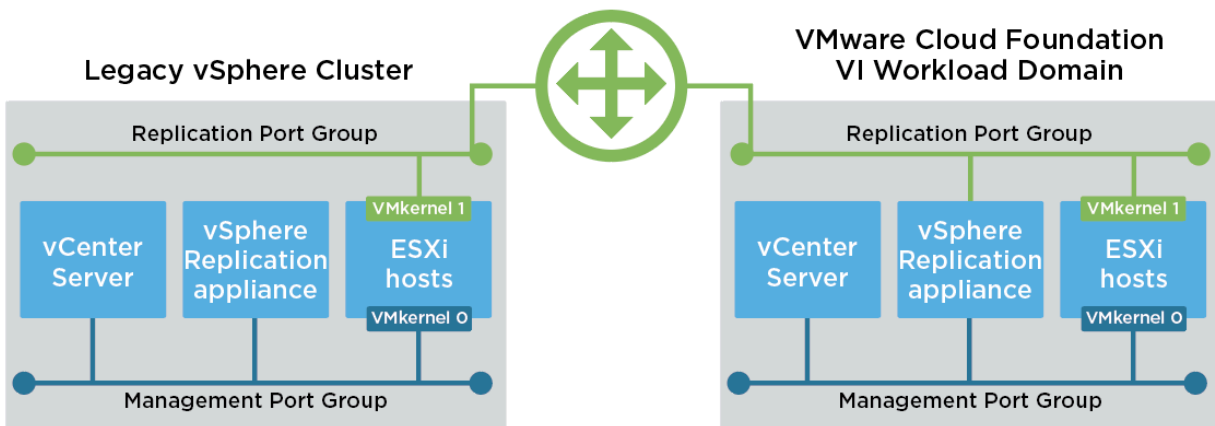 Legacy vSphere Cluster
VMware Cloud Foundation
VI Workload Domain
Replication Port Group
VMkernel 1
vCenter
Server
vSphere
Replication
appliance
ESXi
hosts
VMkernel 0
Management Port Group
Replication Port Group
VMkernel 1
vCenter
Server
vSphere
Replication
appliance
ESXi
hosts
VMkernel 0
Management Port Group